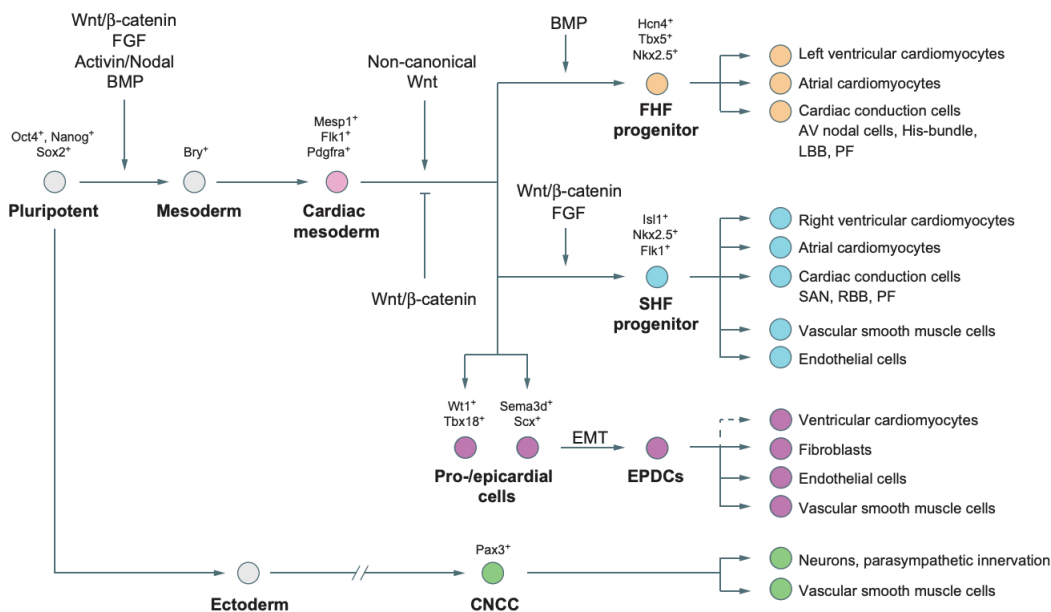 Wnt/β-catenin
FGF
Activin/Nodal
BMP
Oct4⁺, Nanog⁺
Sox2⁺
Pluripotent
Bry⁺
Mesoderm
Mesp1⁺
Flk1⁺
Pdgfra⁺
Cardiac
mesoderm
Non-canonical
Wnt
Wnt/β-catenin
BMP
Hcn4⁺
Tbx5⁺
Nkx2.5⁺
FHF
progenitor
Left ventricular cardiomyocytes
Atrial cardiomyocytes
Cardiac conduction cells
AV nodal cells, His-bundle,
LBB, PF
Wnt/β-catenin
FGF
Isl1⁺
Nkx2.5⁺
Flk1⁺
SHF
progenitor
Right ventricular cardiomyocytes
Atrial cardiomyocytes
Cardiac conduction cells
SAN, RBB, PF
Vascular smooth muscle cells
Endothelial cells
Wt1⁺
Tbx18⁺
Sema3d⁺
Scx⁺
Pro-/epicardial
cells
EMT
EPDCs
Ventricular cardiomyocytes
Fibroblasts
Endothelial cells
Vascular smooth muscle cells
Ectoderm
Pax3⁺
CNCC
Neurons, parasympathetic innervation
Vascular smooth muscle cells